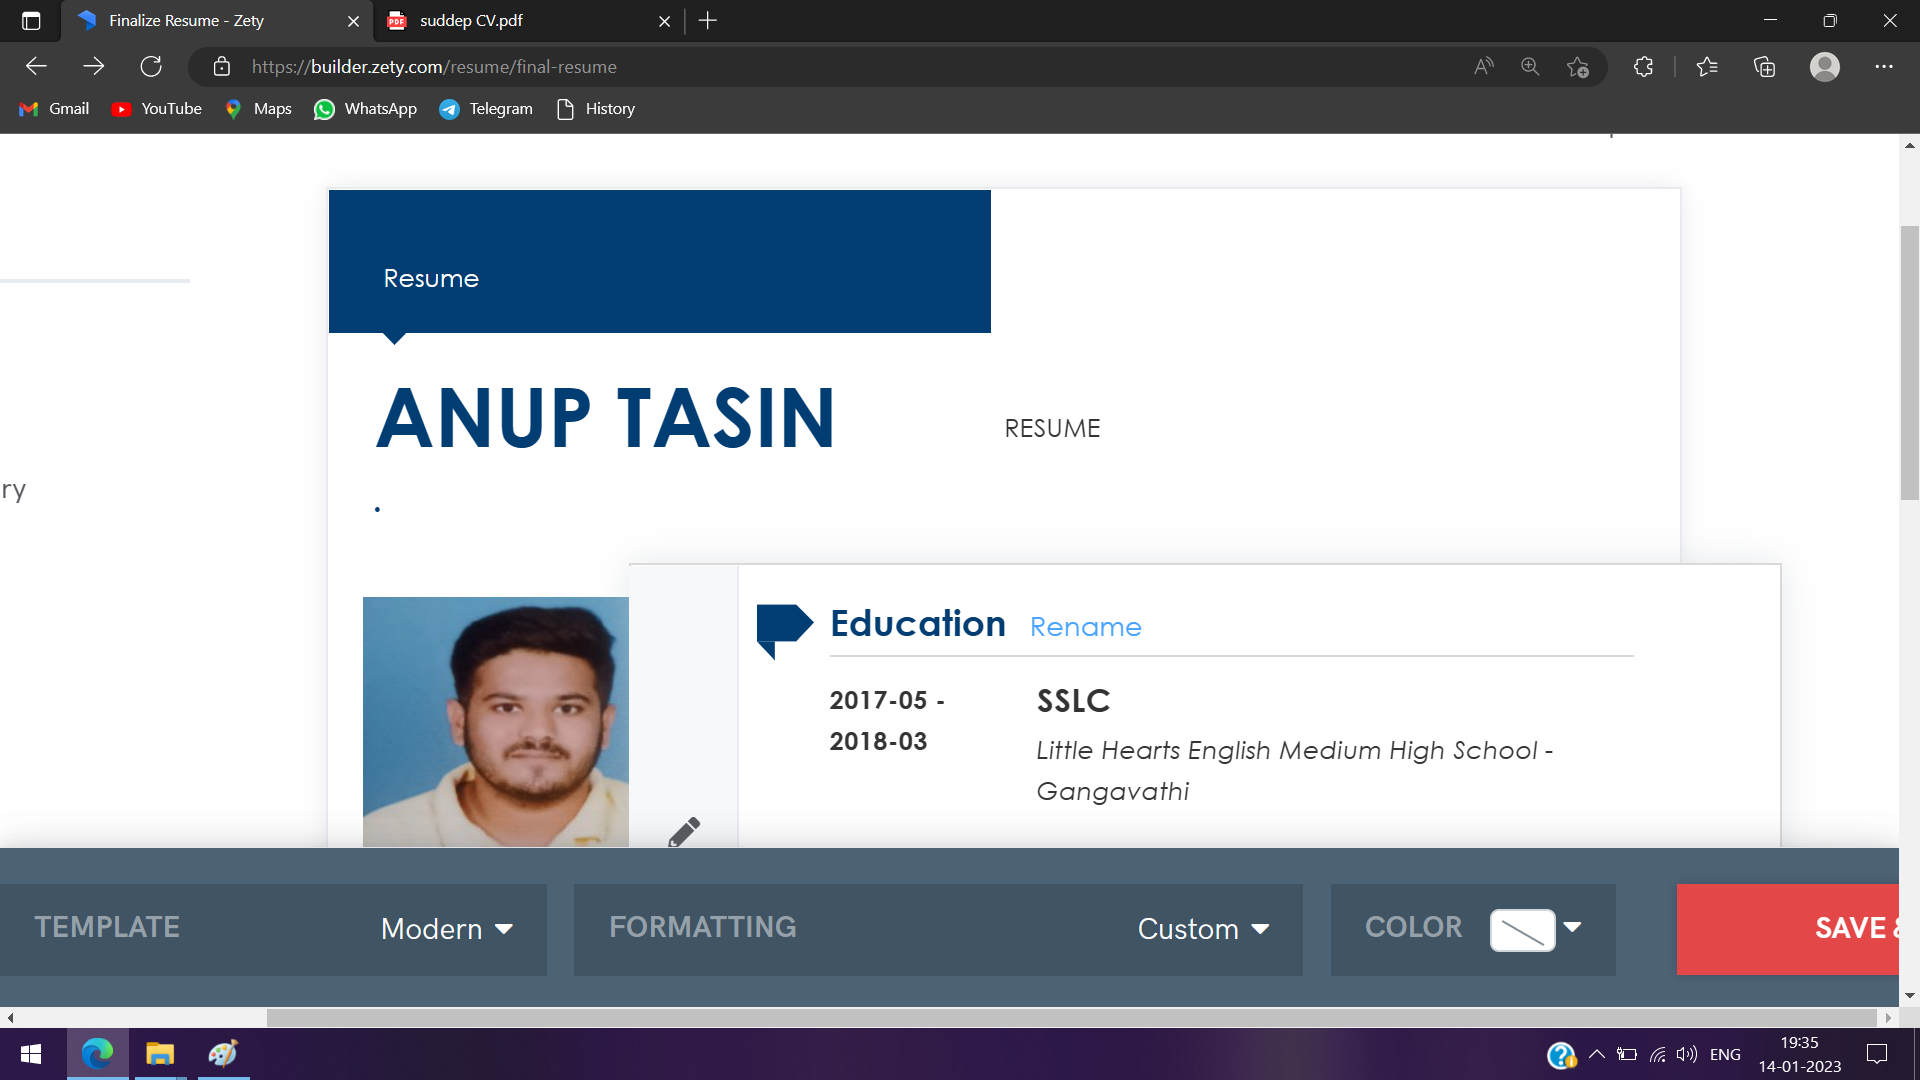 Finalize Resume - Zety
suddep CV.pdf
https://builder.zety.com/resume/final-resume
Gmail
YouTube
Maps
WhatsApp
Telegram
History
Resume
ANUP TASIN
RESUME
ry
.
Education Rename
2017-05 -
2018-03
SSLC
Little Hearts English Medium High School -
Gangavathi
TEMPLATE
Modern
FORMATTING
Custom
COLOR
SAVE &
ENG
19:35
14-01-2023